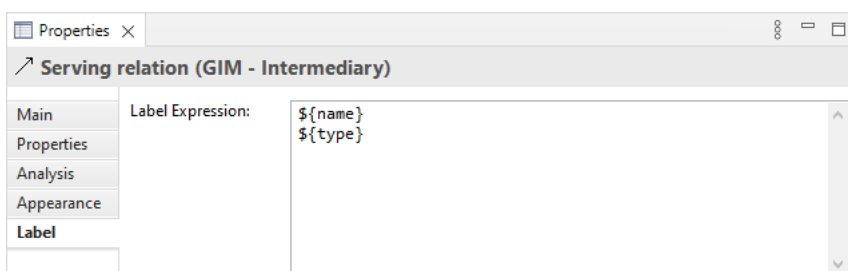 Properties
Serving relation (GIM - Intermediary)
Main
Properties
Analysis
Appearance
Label
Label Expression:
${name}
${type}